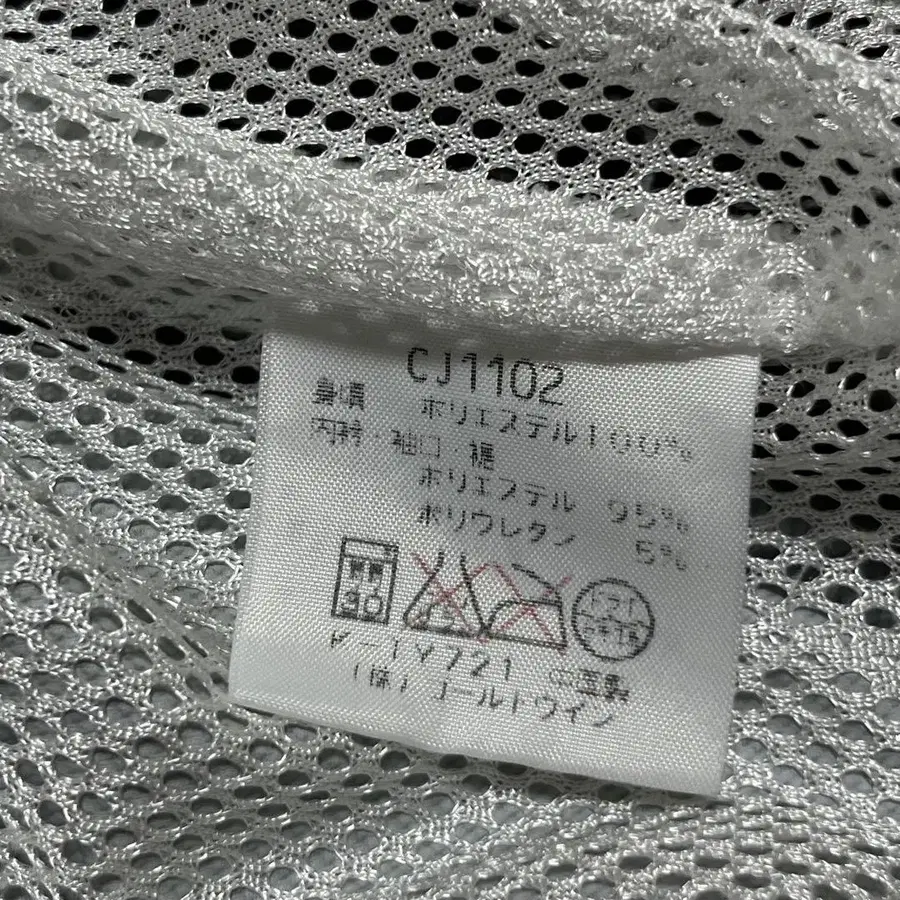 CJ1102
身頃 ポリエステル100%
内衿・袖口・裾
ポリエステル 95%
ポリウレタン 5%
40
中国製
(株)ゴールドウイン